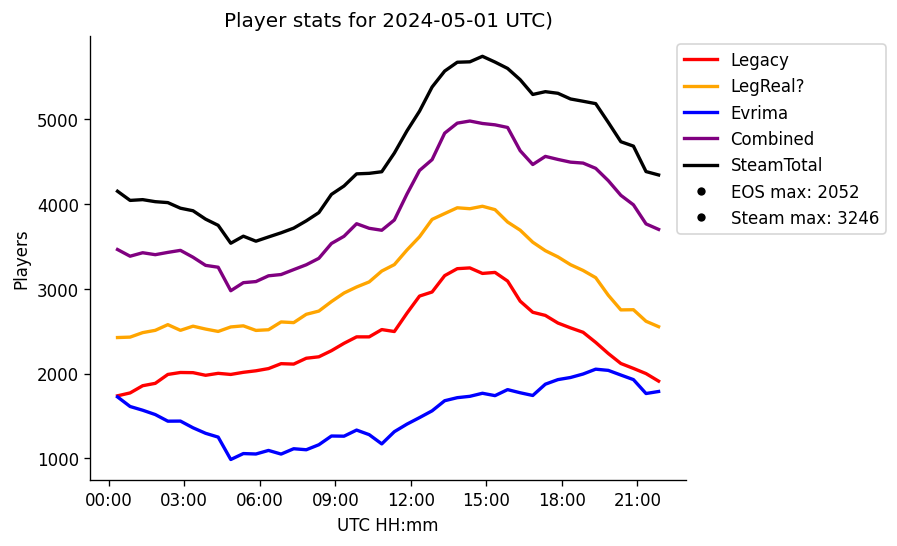 Player stats for 2024-05-01 UTC)
Legacy
LegReal?
Evrima
Combined
SteamTotal
EOS max: 2052
Steam max: 3246
Players
5000
4000
3000
2000
1000
00:00 03:00 06:00 09:00 12:00 15:00 18:00 21:00
UTC HH:mm